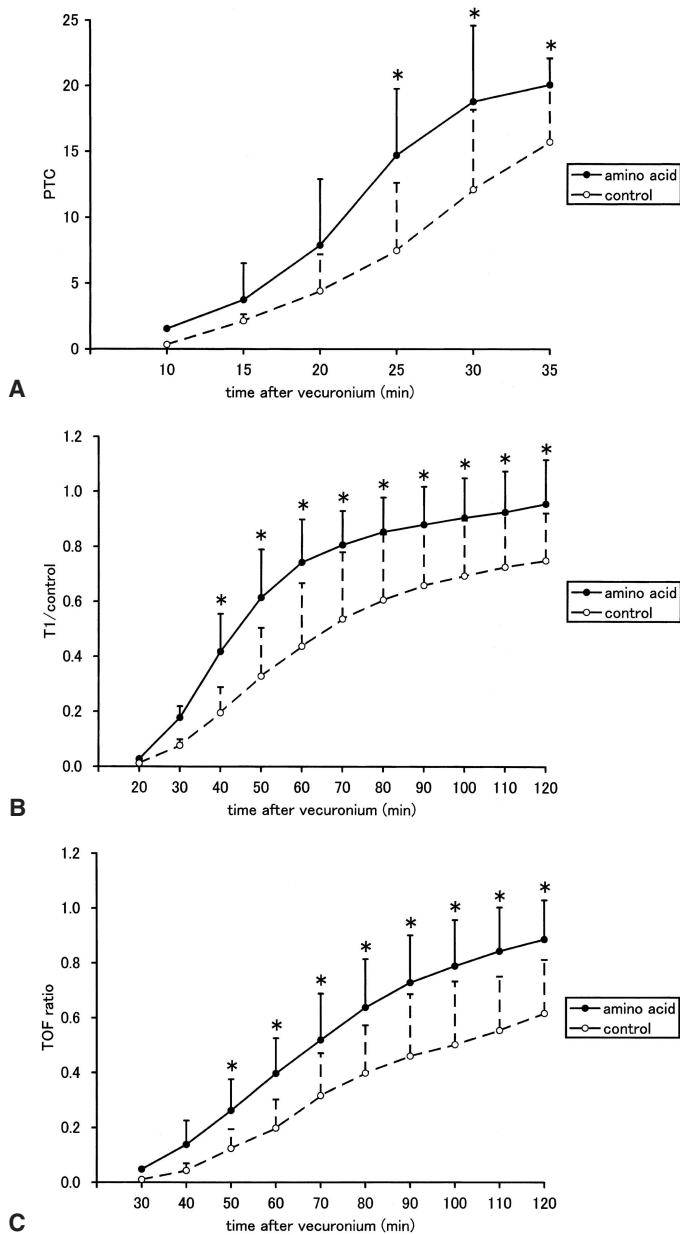 25
20
15
10
5
0
PTC
* * *
10 15 20 25 30 35
time after vecuronium (min)
amino acid
control
A
1.2
1.0
0.8
0.6
0.4
0.2
0.0
T1/control
* * * * * * * * *
20 30 40 50 60 70 80 90 100 110 120
time after vecuronium (min)
amino acid
control
B
1.2
1.0
0.8
0.6
0.4
0.2
0.0
TOF ratio
* * * * * * * *
30 40 50 60 70 80 90 100 110 120
time after vecuronium (min)
amino acid
control
C